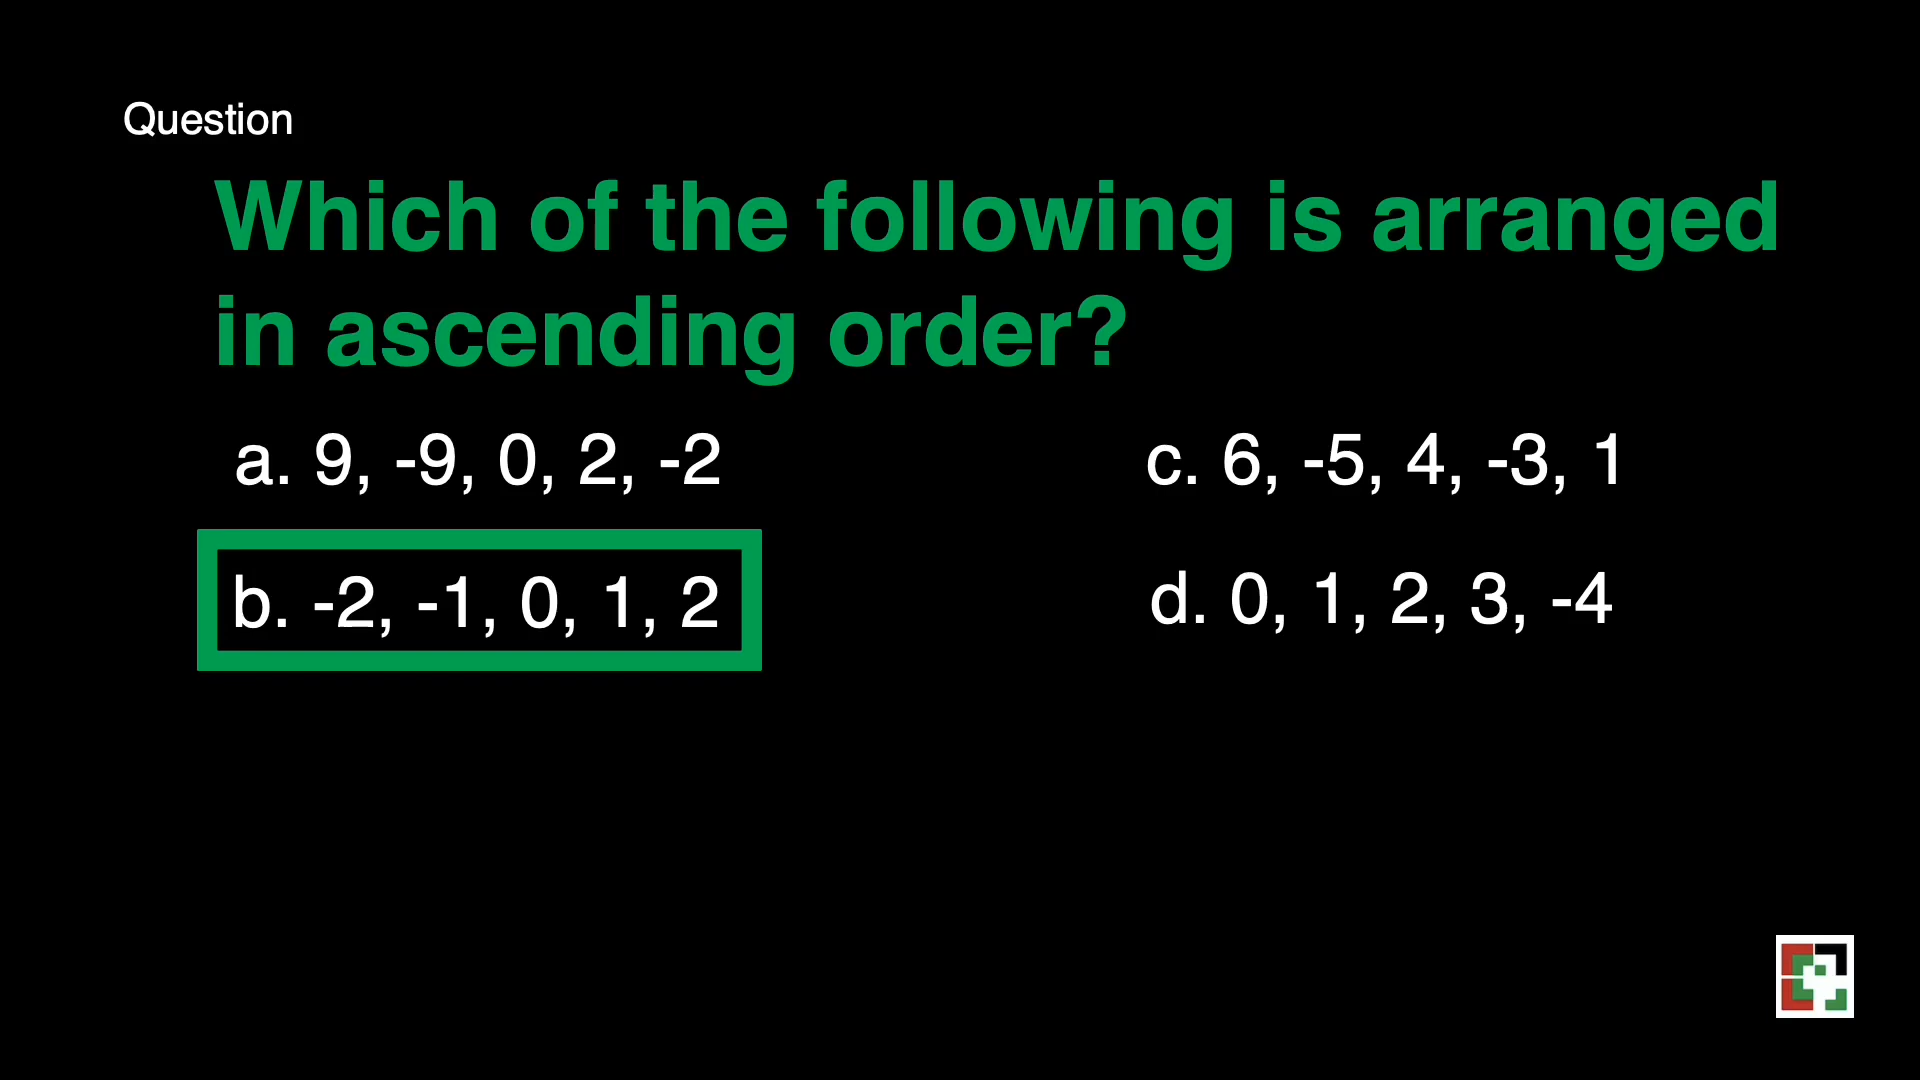 Question
Which of the following is arranged
in ascending order?
a. 9, -9, 0, 2, -2
b. -2, -1, 0, 1, 2
c. 6, -5, 4, -3, 1
d. 0, 1, 2, 3, -4